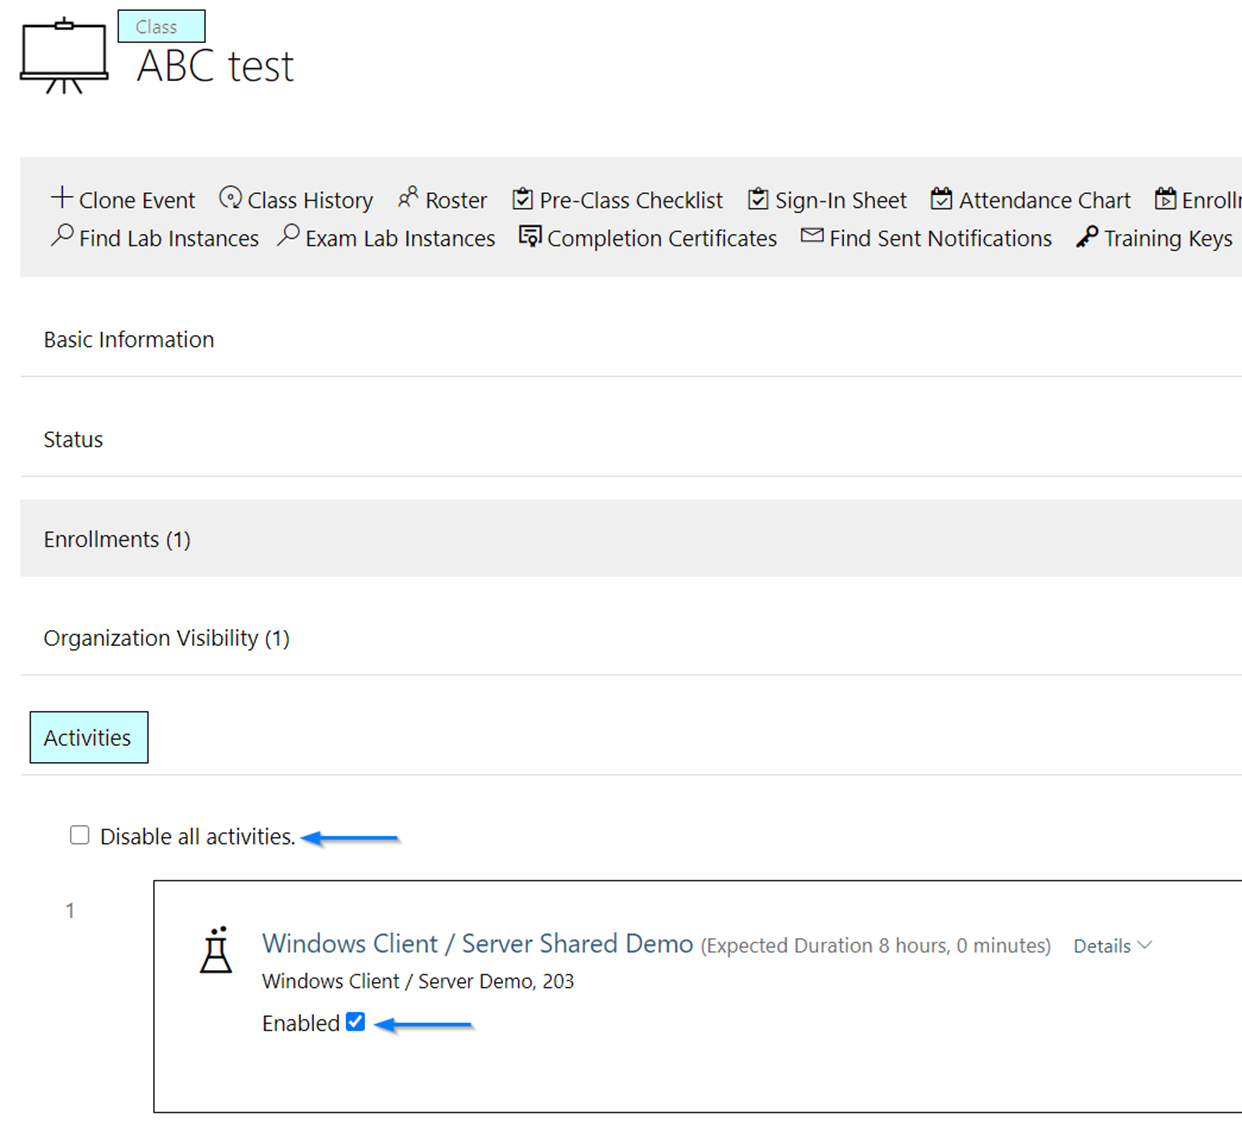 Class
ABC test
Clone Event Class History Roster Pre-Class Checklist Sign-In Sheet Attendance Chart
Find Lab Instances Exam Lab Instances Completion Certificates Find Sent Notifications Training Keys
Basic Information
Status
Enrollments (1)
Organization Visibility (1)
Activities
Disable all activities.
1
Windows Client / Server Shared Demo (Expected Duration 8 hours, 0 minutes) Details
Windows Client / Server Demo, 203
Enabled